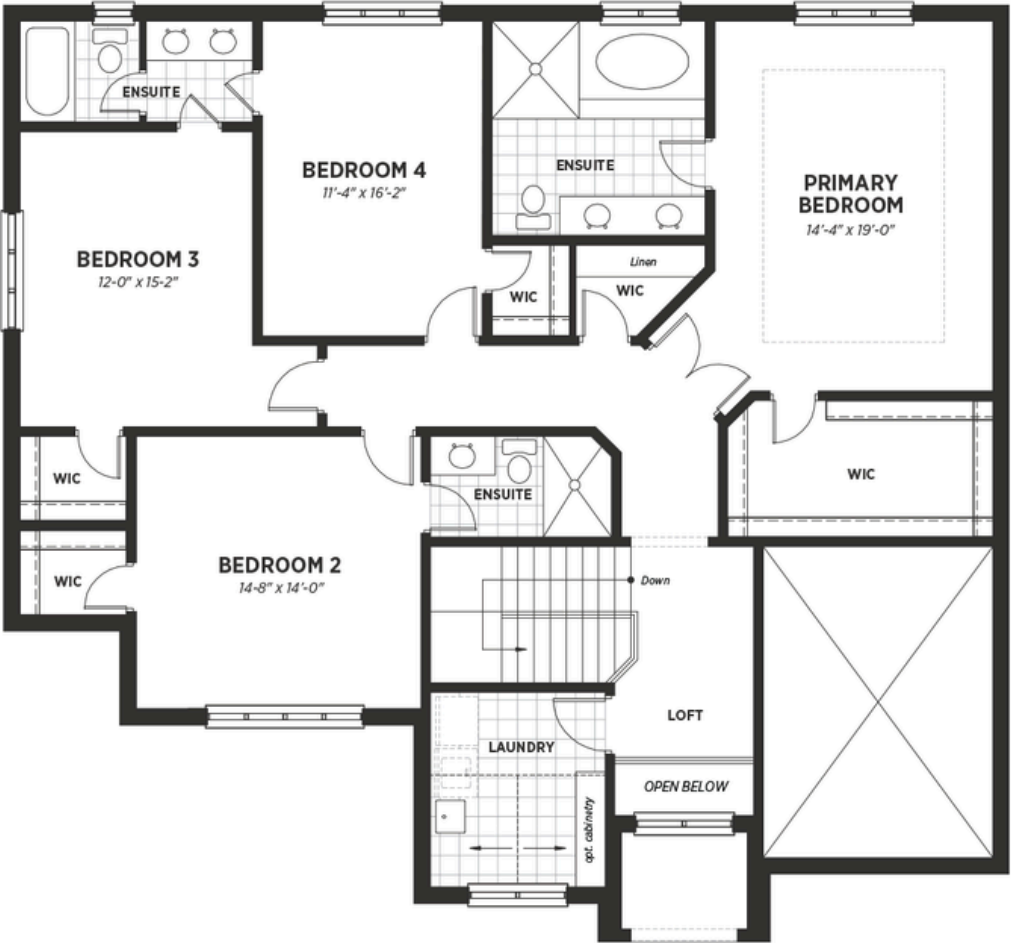 ENSUITE
BEDROOM 4
11'-4" x 16'-2"
ENSUITE
PRIMARY
BEDROOM
14'-4" x 19'-0"
BEDROOM 3
12-0" x 15-2"
Linen
WIC
WIC
WIC
WIC
ENSUITE
WIC
BEDROOM 2
14-8" x 14'-0"
Down
LOFT
LAUNDRY
OPEN BELOW
opt. cabinetry